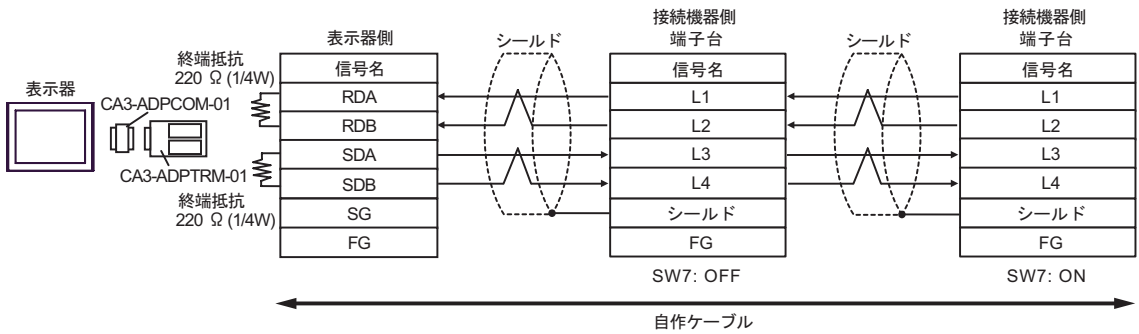 表示器
CA3-ADPCOM-01
CA3-ADPTRM-01
終端抵抗
220 Ω (1/4W)
終端抵抗
220 Ω (1/4W)
表示器側
信号名
RDA
RDB
SDA
SDB
SG
FG
シールド
接続機器側
端子台
信号名
L1
L2
L3
L4
シールド
FG
SW7: OFF
シールド
接続機器側
端子台
信号名
L1
L2
L3
L4
シールド
FG
SW7: ON
自作ケーブル